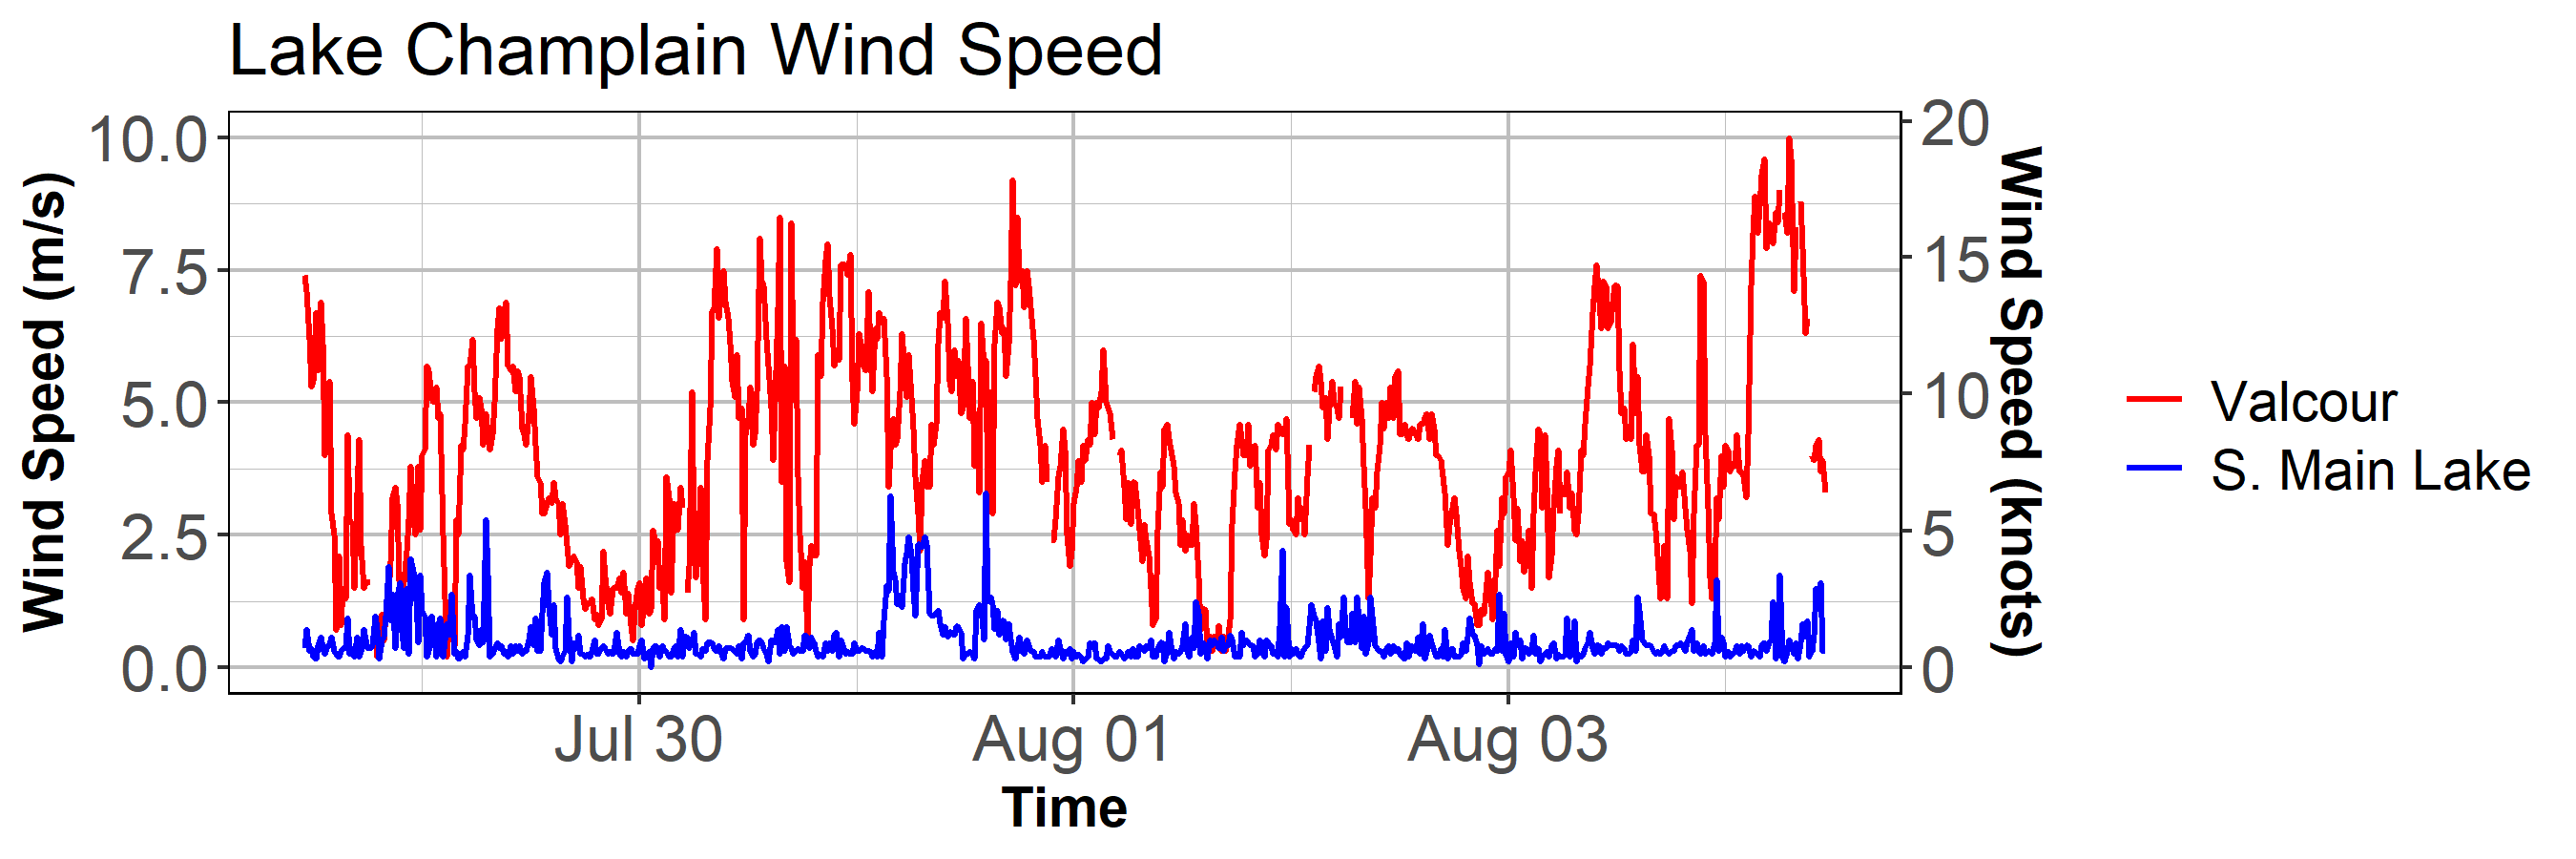 Lake Champlain Wind Speed
Wind Speed (m/s)
10.0
7.5
5.0
2.5
0.0
20
15
10
5
0
Wind Speed (knots)
Jul 30
Aug 01
Aug 03
Time
Valcour
S. Main Lake